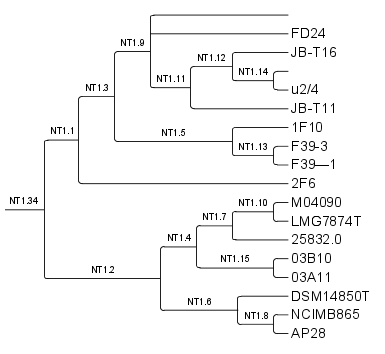 NT1.9
FD24
JB-T16
NT1.12
NT1.14
NT1.3
NT1.11
u2/4
JB-T11
1F10
NT1.1
NT1.5
NT1.13
F39-3
F39—1
2F6
NT1.34
NT1.10
M04090
NT1.7
LMG7874T
NT1.4
25832.0
NT1.15
03B10
NT1.2
03A11
DSM14850T
NT1.6
NT1.8
NCIMB865
AP28